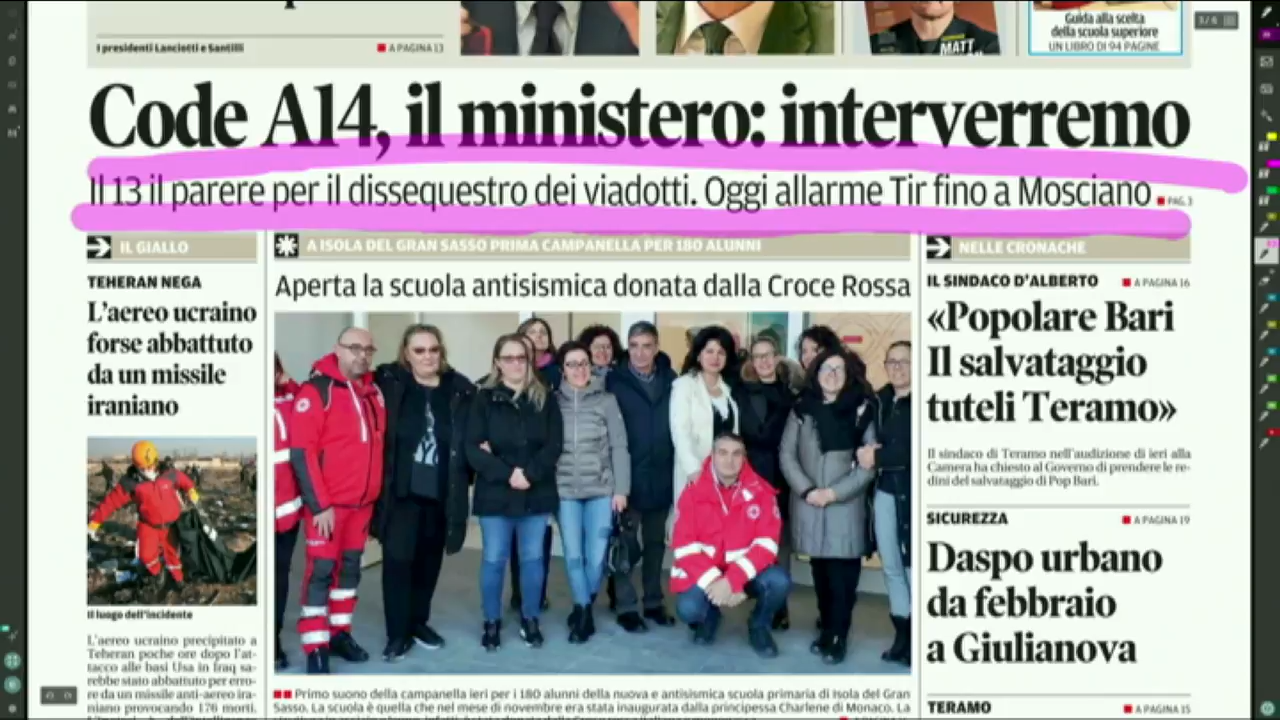 I presidenti Lanciotti e Santilli
A PAGINA 13
MATT
Guida alla scelta
della scuola superiore
UN LIBRO DI 94 PAGINE
Code A14, il ministero: interverremo
Il 13 il parere per il dissequestro dei viadotti. Oggi allarme Tir fino a Mosciano PAG. 3
IL GIALLO
TEHERAN NEGA
L'aereo ucraino
forse abbattuto
da un missile
iraniano
Il luogo dell'incidente
L'aereo ucraino precipitato a
Teheran poche ore dopo l'at-
tacco alle basi Usa in Iraq sa-
rebbe stato abbattuto per erro-
re da un missile anti-aereo ira-
niano provocando 176 morti.
A ISOLA DEL GRAN SASSO PRIMA CAMPANELLA PER 180 ALUNNI
Aperta la scuola antisismica donata dalla Croce Rossa
Primo suono della campanella ieri per i 180 alunni della nuova e antisismica scuola primaria di Isola del Gran
Sasso. La scuola è quella che nel mese di novembre era stata inaugurata dalla principessa Charlene di Monaco. La
NELLE CRONACHE
IL SINDACO D'ALBERTO A PAGINA 16
«Popolare Bari
Il salvataggio
tuteli Teramo»
Il sindaco di Teramo nell'audizione di ieri alla
Camera ha chiesto al Governo di prendere le re-
dini del salvataggio di Pop Bari.
SICUREZZA A PAGINA 19
Daspo urbano
da febbraio
a Giulianova
TERAMO A PAGINA 15